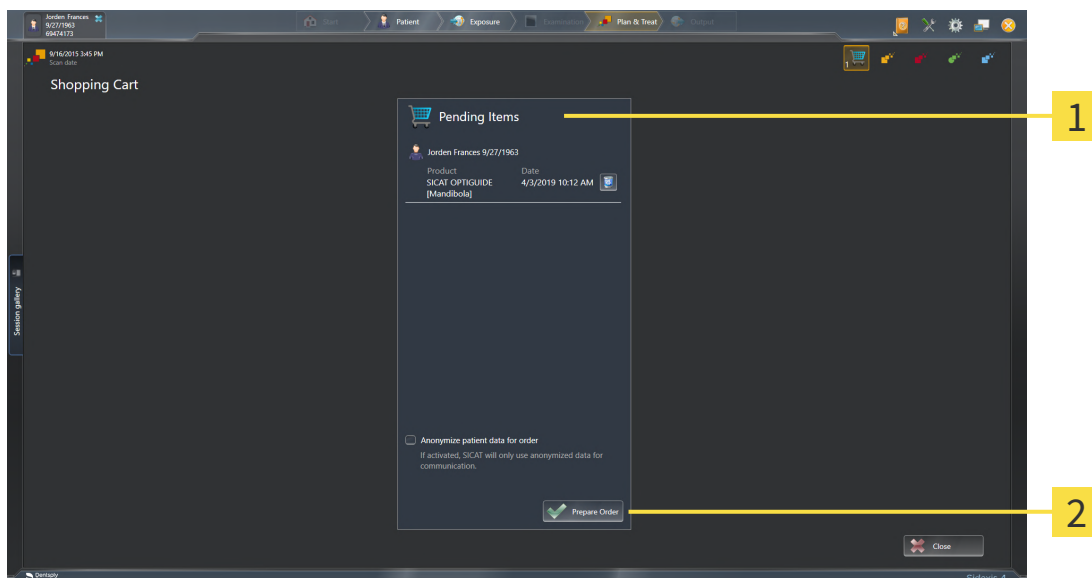 Jorden Frances
9/27/1963
69474173
Start
Patient
Exposure
Examination
Plan & Treat
Output
9/16/2015 3:45 PM
Scan date
1
Shopping Cart
Pending Items
1
Jorden Frances 9/27/1963
Product Date
SICAT OPTIGUIDE 4/3/2019 10:12 AM
[Mandibola]
Session gallery
Anonymize patient data for order
If activated, SICAT will only use anonymized data for
communication.
Prepare Order
2
Close
Dentsply
Sidexis 4